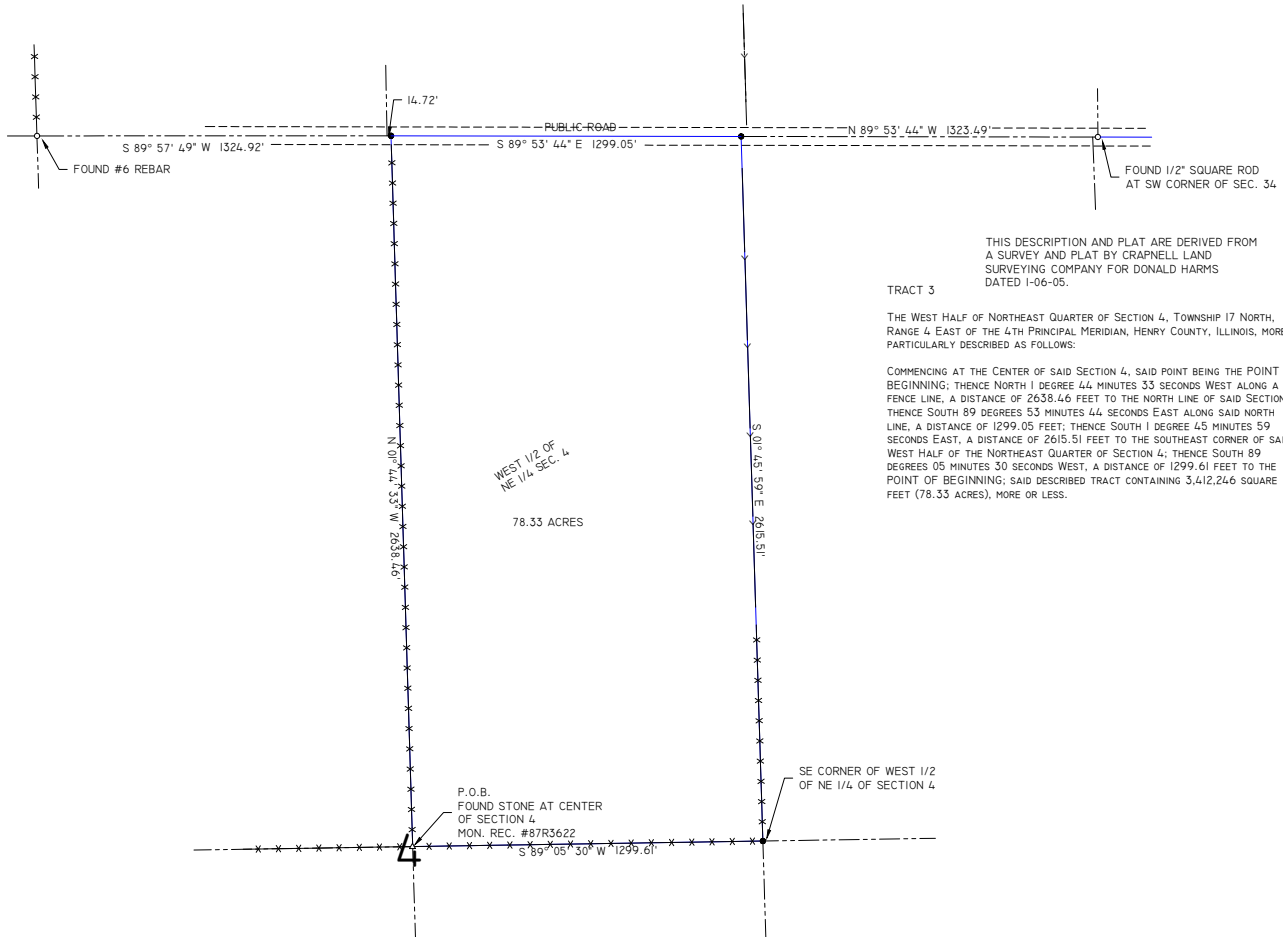 14.72'
PUBLIC ROAD
N 89° 53' 44" W 1323.49'
S 89° 57' 49" W 1324.92'
S 89° 53' 44" E 1299.05'
FOUND #6 REBAR
FOUND 1/2" SQUARE ROD
AT SW CORNER OF SEC. 34
THIS DESCRIPTION AND PLAT ARE DERIVED FROM
A SURVEY AND PLAT BY CRAPNELL LAND
SURVEYING COMPANY FOR DONALD HARMS
DATED 1-06-05.
TRACT 3
THE WEST HALF OF NORTHEAST QUARTER OF SECTION 4, TOWNSHIP 17 NORTH,
RANGE 4 EAST OF THE 4TH PRINCIPAL MERIDIAN, HENRY COUNTY, ILLINOIS, MORE
PARTICULARLY DESCRIBED AS FOLLOWS:
COMMENCING AT THE CENTER OF SAID SECTION 4, SAID POINT BEING THE POINT
BEGINNING; THENCE NORTH 1 DEGREE 44 MINUTES 33 SECONDS WEST ALONG A
FENCE LINE, A DISTANCE OF 2638.46 FEET TO THE NORTH LINE OF SAID SECTION
THENCE SOUTH 89 DEGREES 53 MINUTES 44 SECONDS EAST ALONG SAID NORTH
LINE, A DISTANCE OF 1299.05 FEET; THENCE SOUTH 1 DEGREE 45 MINUTES 59
SECONDS EAST, A DISTANCE OF 2615.51 FEET TO THE SOUTHEAST CORNER OF SA
WEST HALF OF THE NORTHEAST QUARTER OF SECTION 4; THENCE SOUTH 89
DEGREES 05 MINUTES 30 SECONDS WEST, A DISTANCE OF 1299.61 FEET TO THE
POINT OF BEGINNING; SAID DESCRIBED TRACT CONTAINING 3,412,246 SQUARE
FEET (78.33 ACRES), MORE OR LESS.
N 01° 44' 33" W 2638.46'
WEST 1/2 OF
NE 1/4 SEC. 4
78.33 ACRES
S 01° 45' 59" E 2615.51'
SE CORNER OF WEST 1/2
OF NE 1/4 OF SECTION 4
P.O.B.
FOUND STONE AT CENTER
OF SECTION 4
MON. REC. #87R3622
4
S 89° 05' 30" W 1299.61'